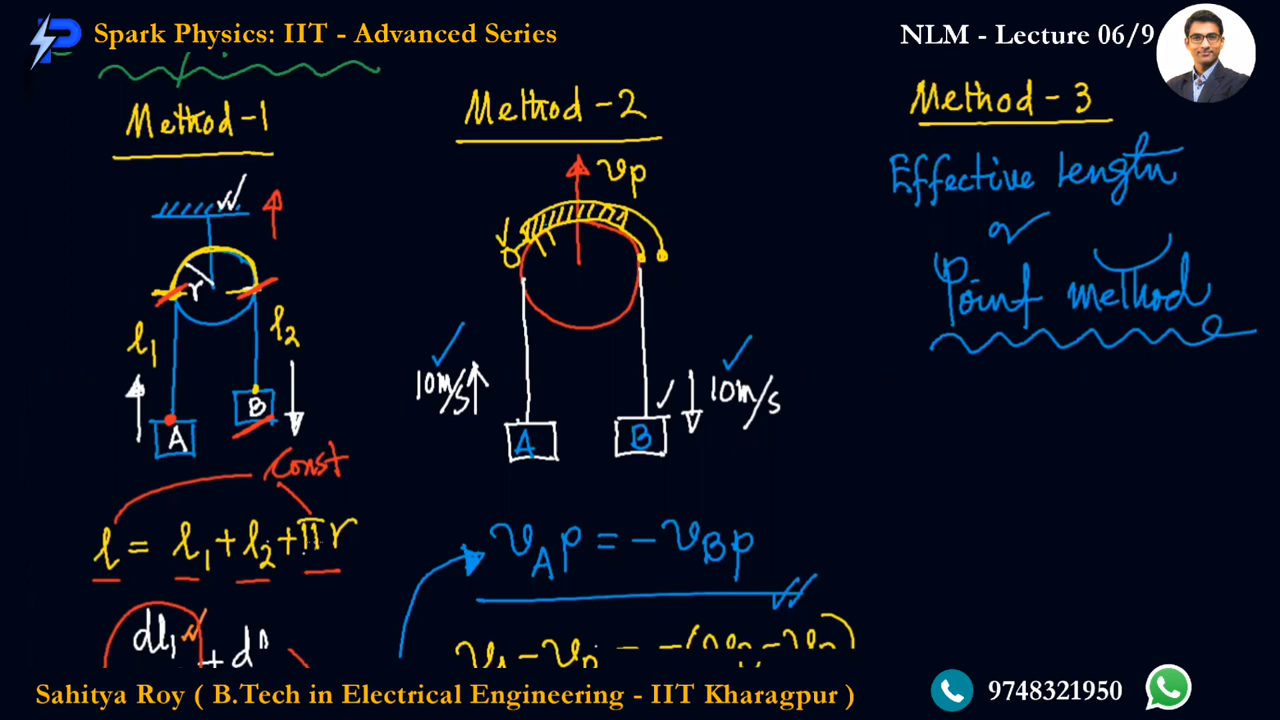 Spark Physics: IIT - Advanced Series
NLM - Lecture 06/9
Method-1
r
l1
l2
A
B
Const
l = l1 + l2 + πr
dl1
+ d
Method-2
vp
10m/s
10m/s
A
B
vAp = - vBp
Method-3
Effective length
or
Point method
Sahitya Roy ( B.Tech in Electrical Engineering - IIT Kharagpur )
9748321950